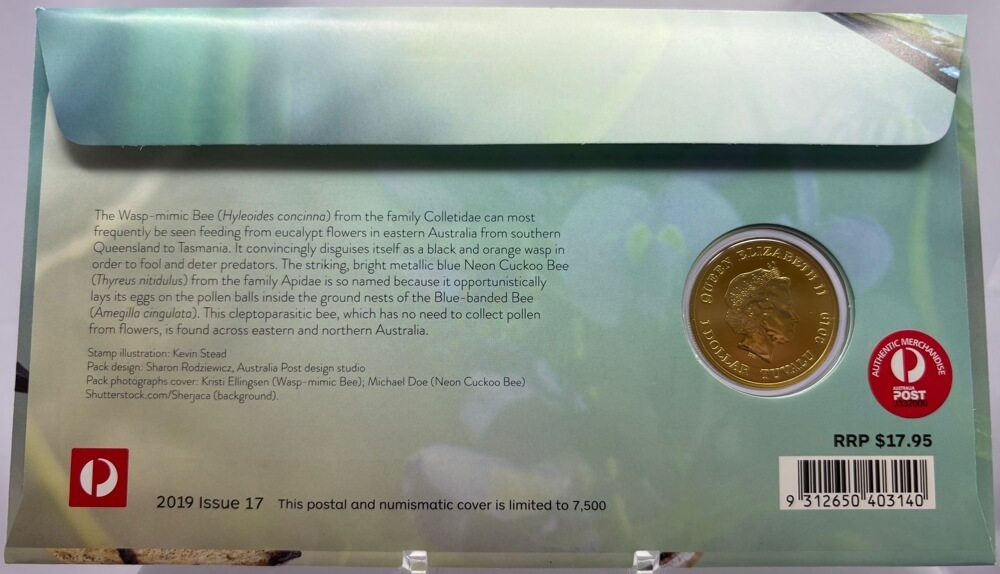 The Wasp-mimic Bee (Hyleoides concinna) from the family Colletidae can most
frequently be seen feeding from eucalypt flowers in eastern Australia from southern
Queensland to Tasmania. It convincingly disguises itself as a black and orange wasp in
order to fool and deter predators. The striking, bright metallic blue Neon Cuckoo Bee
(Thyreus nitidulus) from the family Apidae is so named because it opportunistically
lays its eggs on the pollen balls inside the ground nests of the Blue-banded Bee
(Amegilla cingulata). This cleptoparasitic bee, which has no need to collect pollen
from flowers, is found across eastern and northern Australia.
Stamp illustration: Kevin Stead
Pack design: Sharon Rodziewicz, Australia Post design studio
Pack photographs cover: Kristi Ellingsen (Wasp-mimic Bee); Michael Doe (Neon Cuckoo Bee)
Shutterstock.com/Sherjaca (background).
QUEEN ELIZABETH II
2019
1 DOLLAR TUVALU
AUTHENTIC MERCHANDISE
AUSTRALIA
POST
RRP $17.95
9 312650 403140
2019 Issue 17 This postal and numismatic cover is limited to 7,500